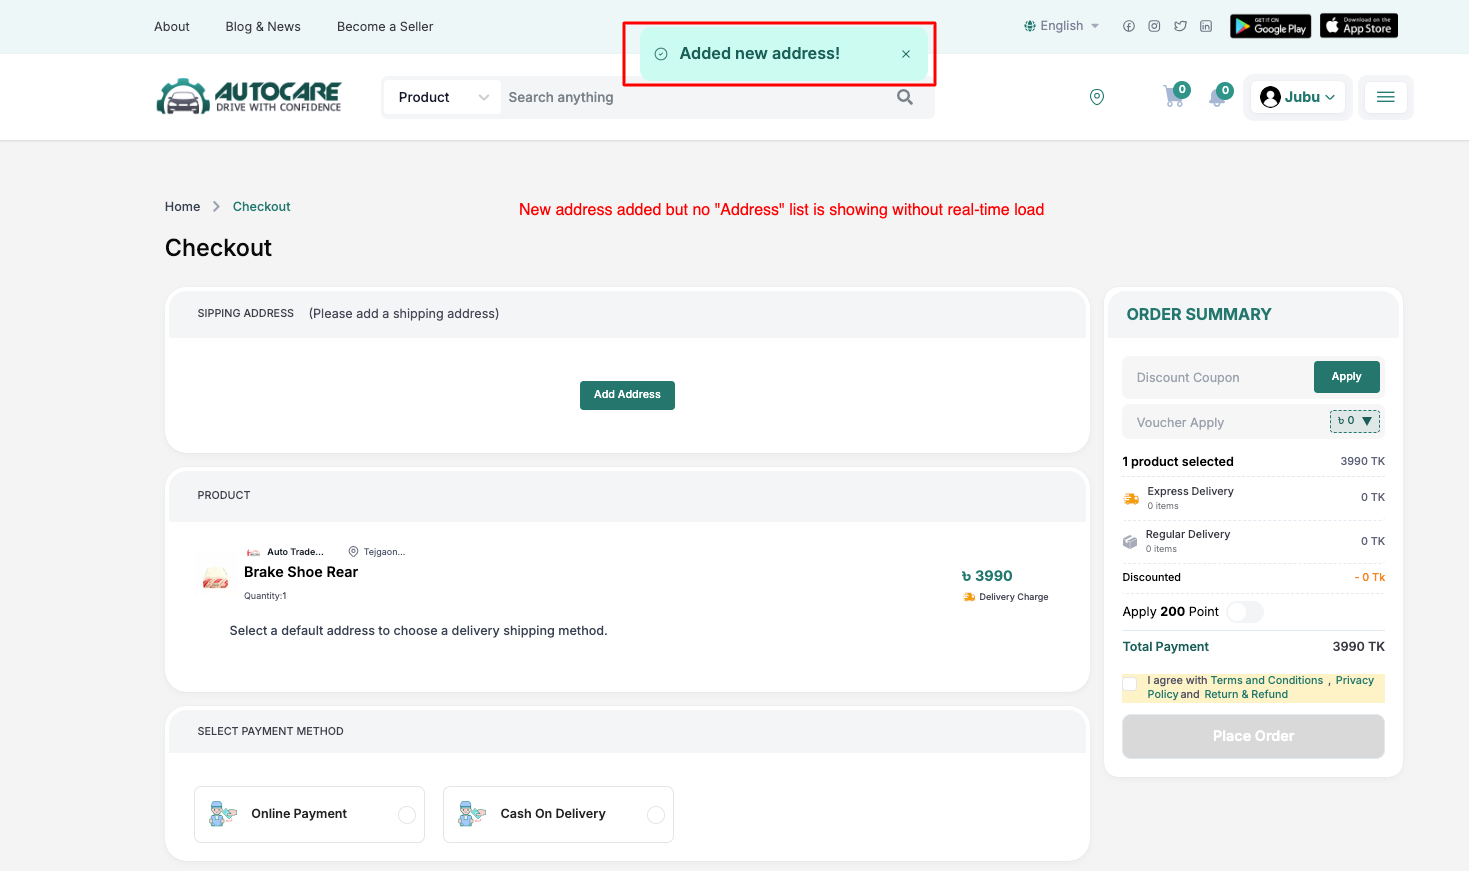 About Blog & News Become a Seller
English
GET IT ON Google Play
Download on the App Store
Added new address!
AUTOCARE
DRIVE WITH CONFIDENCE
Product Search anything
0 0 Jubu
Home Checkout
New address added but no "Address" list is showing without real-time load
Checkout
SIPPING ADDRESS (Please add a shipping address)
Add Address
PRODUCT
Auto Trade... Tejgaon...
Brake Shoe Rear
Quantity:1
৳ 3990
Delivery Charge
Select a default address to choose a delivery shipping method.
SELECT PAYMENT METHOD
Online Payment Cash On Delivery
ORDER SUMMARY
Discount Coupon Apply
Voucher Apply ৳ 0 ▼
1 product selected 3990 TK
Express Delivery 0 TK
0 items
Regular Delivery 0 TK
0 items
Discounted - 0 Tk
Apply 200 Point
Total Payment 3990 TK
I agree with Terms and Conditions , Privacy
Policy and Return & Refund
Place Order